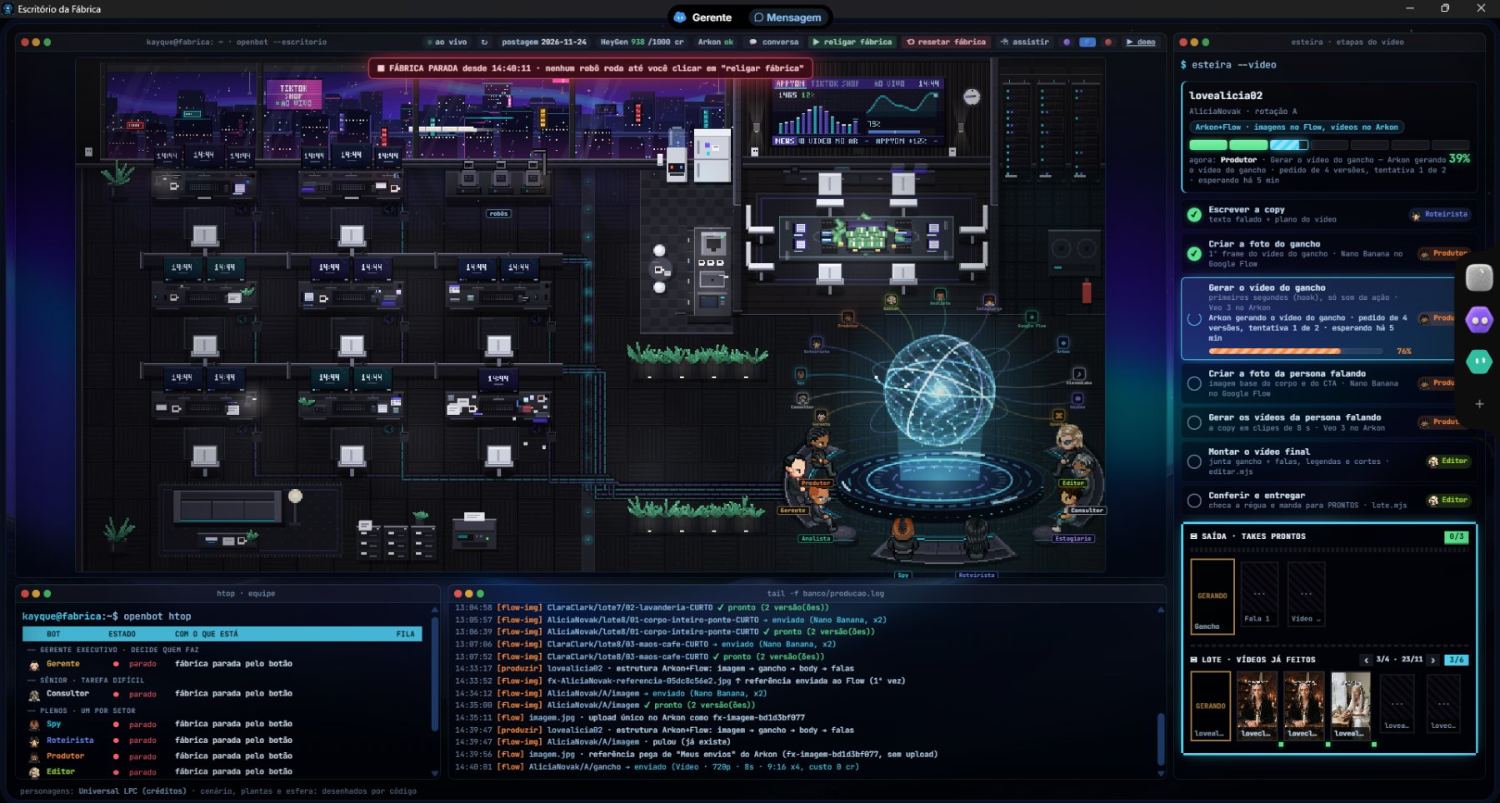 Escritório da Fábrica
Gerente
Mensagem
kayque@fabrica: ~ · openbot --escritorio
ao vivo
postagem 2026-11-24
HeyGen 938 /1000 cr
Arkon ok
conversa
religar fábrica
resetar fábrica
assistir
demo
FÁBRICA PARADA desde 14:40:11 · nenhum robô roda até você clicar em "religar fábrica"
TIKTOK
SHOP
AO VIVO
14:44
robôs
Produtor
Roteirista
Google Flow
Spy
Produtor
Gerente
Analista
Spy
Roteirista
Estagiario
Consultor
Editor
esteira · etapas do vídeo
$ esteira --video
lovealicia02
AliciaNovak · rotação A
Arkon+Flow · imagens no Flow, vídeos no Arkon
agora: Produtor · Gerar o vídeo do gancho — Arkon gerando 39%
o vídeo do gancho · pedido de 4 versões, tentativa 1 de 2
· esperando há 5 min
Escrever a copy
texto falado + plano do vídeo
Roteirista
Criar a foto do gancho
1° frame do vídeo do gancho · Nano Banana no
Google Flow
Gerar o vídeo do gancho
primeiros segundos (hook), só som da ação ·
Veo 3 no Arkon
Arkon gerando o vídeo do gancho · pedido de 4
versões, tentativa 1 de 2 · esperando há 5
min
76%
Criar a foto da persona falando
imagem base do corpo e do CTA · Nano Banana
no Google Flow
Gerar os vídeos da persona falando
a copy em clipes de 8 s · Veo 3 no Arkon
Montar o vídeo final
junta gancho + falas, legendas e cortes ·
editar.mjs
Editor
Conferir e entregar
checa a régua e manda para PRONTOS · lote.mjs
Editor
SAÍDA · TAKES PRONTOS
0/3
GERANDO
Gancho
Fala 1
Vídeo …
LOTE · VÍDEOS JÁ FEITOS
3/4 · 23/11
3/6
GERANDO
loveal…
lovecl…
lovecl…
loveal…
lovea…
lovec…
htop · equipe
kayque@fabrica:~$ openbot htop
BOT ESTADO COM O QUE ESTÁ FILA
— GERENTE EXECUTIVO · DECIDE QUEM FAZ
Gerente parado fábrica parada pelo botão
— SÊNIOR · TAREFA DIFÍCIL
Consultor parado fábrica parada pelo botão
— PLENOS · UM POR SETOR
Spy parado fábrica parada pelo botão
Roteirista parado fábrica parada pelo botão
Produtor parado fábrica parada pelo botão
Editor parado fábrica parada pelo botão
tail -f banco/producao.log
13:04:58 [flow-img] ClaraClark/lote7/02-lavanderia-CURTO ✓ pronto (2 versão(ões))
13:05:57 [flow-img] AliciaNovak/lote8/01-corpo-inteiro-ponte-CURTO → enviado (Nano Banana, x2)
13:06:39 [flow-img] AliciaNovak/lote8/01-corpo-inteiro-ponte-CURTO ✓ pronto (2 versão(ões))
13:07:06 [flow-img] AliciaNovak/lote8/03-maos-cafe-CURTO → enviado (Nano Banana, x2)
13:07:52 [flow-img] AliciaNovak/lote8/03-maos-cafe-CURTO ✓ pronto (2 versão(ões))
14:33:17 [produzir] lovealicia02 · estrutura Arkon+Flow: imagem → gancho → body → falas
14:33:52 [flow-img] fx-AliciaNovak-referencia-05dc8c56e2.jpg ↑ referência enviada ao Flow (1ª vez)
14:34:12 [flow-img] AliciaNovak/A/imagem → enviado (Nano Banana, x2)
14:35:00 [flow-img] AliciaNovak/A/imagem ✓ pronto (2 versão(ões))
14:35:11 [flow] imagem.jpg · upload único no Arkon como fx-imagem-bd1d3bf077
14:39:47 [produzir] lovealicia02 · estrutura Arkon+Flow: imagem → gancho → body → falas
14:39:47 [flow-img] AliciaNovak/A/imagem · pulou (já existe)
14:39:56 [flow] imagem.jpg · referência pega de "Meus envios" do Arkon (fx-imagem-bd1d3bf077, sem upload)
14:40:01 [flow] AliciaNovak/A/gancho → enviado (Vídeo · 720p · 8s · 9:16 x4, custo 0 cr)
personagens: Universal LPC (créditos) · cenário, plantas e esfera: desenhados por código